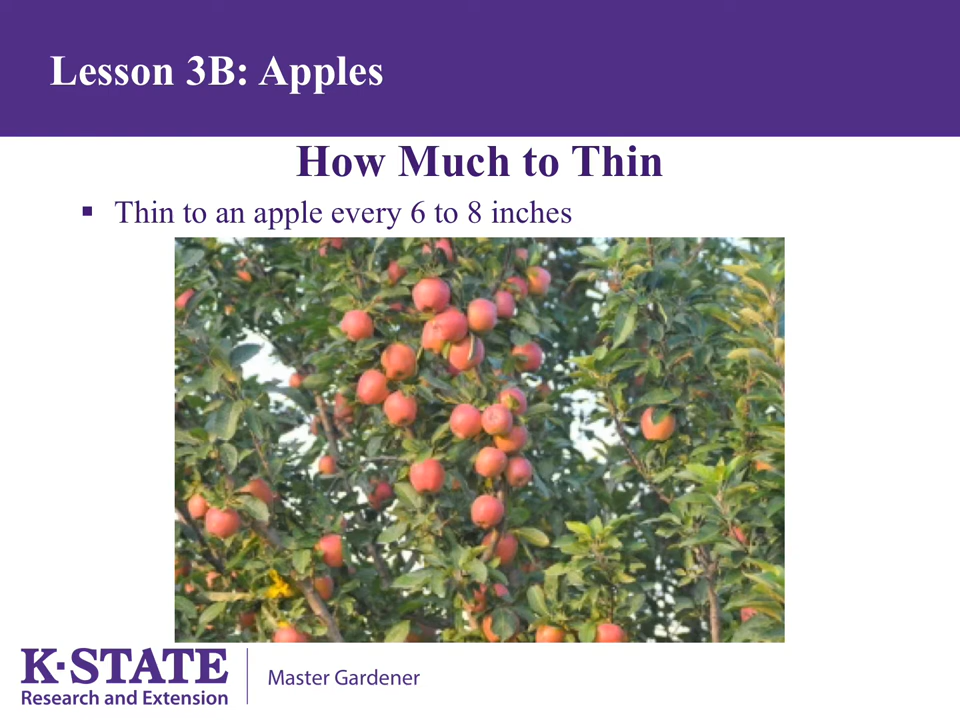 Lesson 3B: Apples
How Much to Thin
▪ Thin to an apple every 6 to 8 inches
K·STATE
Research and Extension
Master Gardener